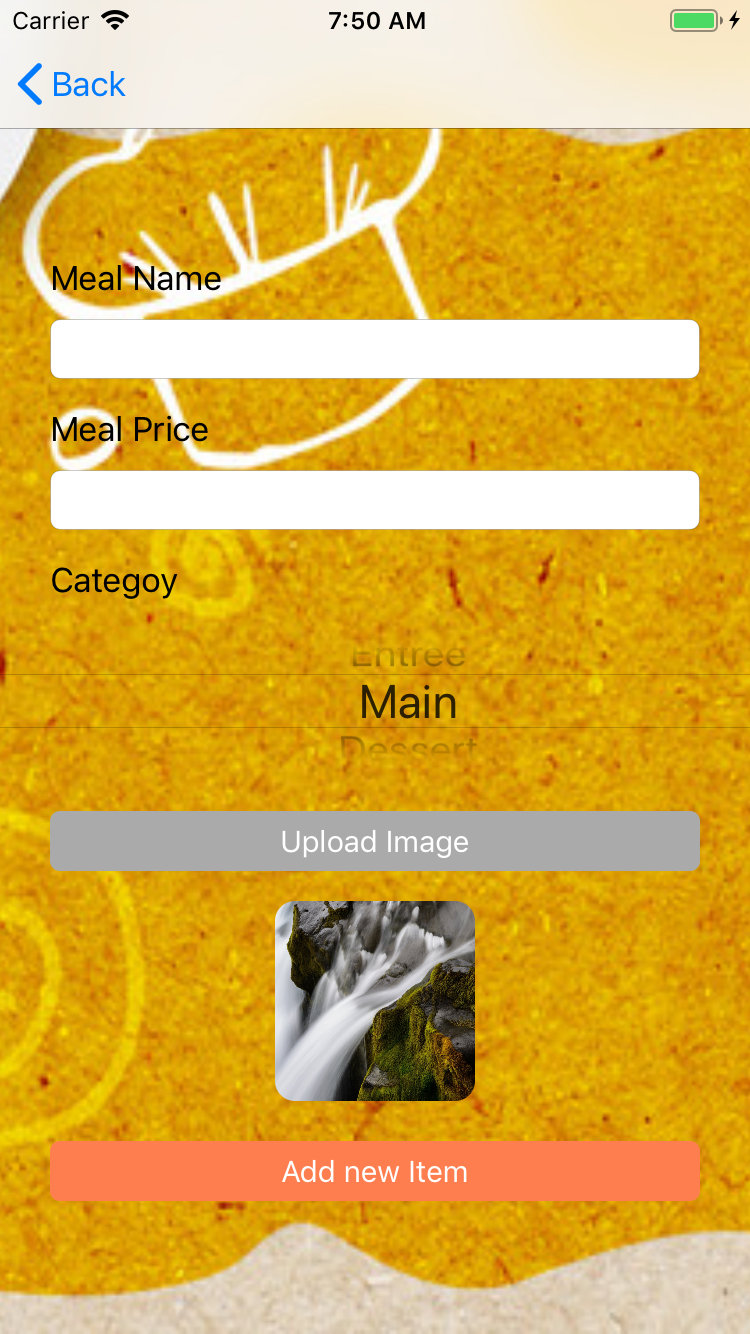 Carrier 7:50 AM
Back
Meal Name
Meal Price
Categoy
Entree
Main
Dessert
Upload Image
Add new Item